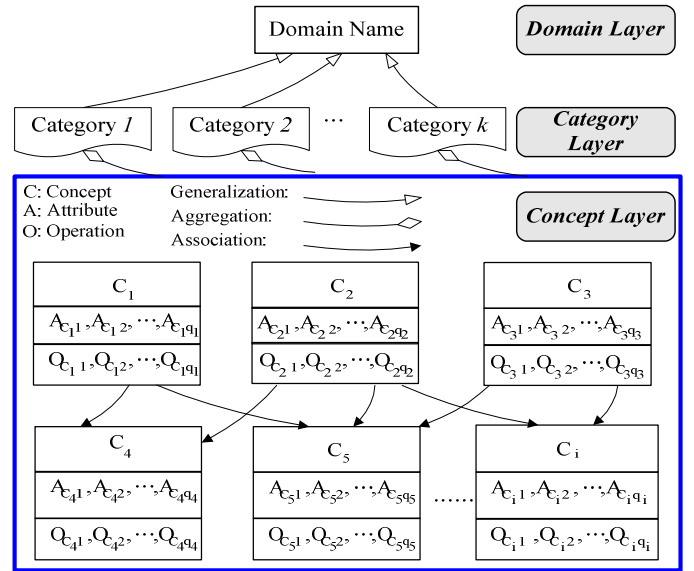 Domain Name
Domain Layer
Category 1
Category 2
...
Category k
Category
Layer
C: Concept
A: Attribute
O: Operation
Generalization:
Aggregation:
Association:
Concept Layer
C1
C2
C3
AC11,AC12,···,AC1q1
AC21,AC22,···,AC2q2
AC31,AC32,···,AC3q3
OC11,OC12,···,OC1q1
OC21,OC22,···,OC2q2
OC31,OC32,···,OC3q3
C4
C5
Ci
AC41,AC42,···,AC4q4
AC51,AC52,···,AC5q5
......
ACi1,ACi2,···,ACiqi
OC41,OC42,···,OC4q4
OC51,OC52,···,OC5q5
OCi1,OCi2,···,OCiqi